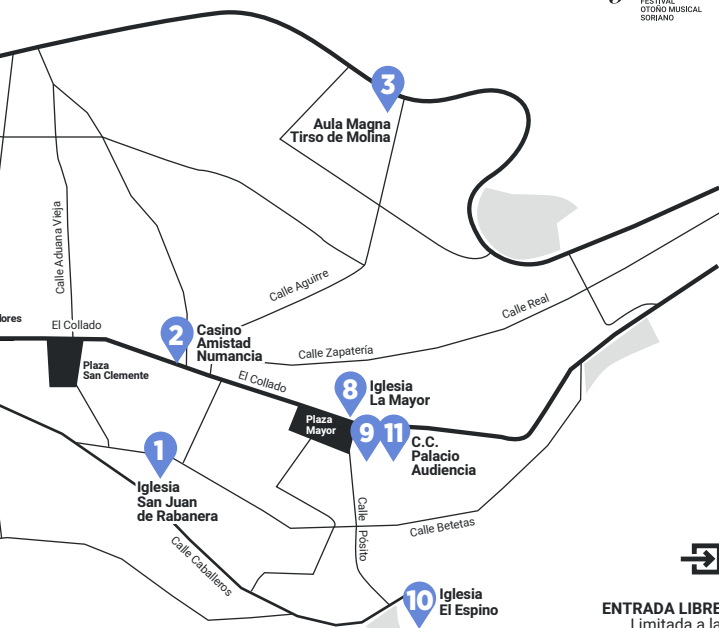 FESTIVAL
OTOÑO MUSICAL
SORIANO
3
Aula Magna
Tirso de Molina
Calle Aduana Vieja
Calle Aguirre
Calle Real
dores
El Collado
2
Casino
Amistad
Numancia
Calle Zapatería
Plaza
San Clemente
El Collado
8
Iglesia
La Mayor
Plaza
Mayor
9
11
C.C.
Palacio
Audiencia
1
Iglesia
San Juan
de Rabanera
Calle Pósito
Calle Betetas
Calle Caballeros
10
Iglesia
El Espino
ENTRADA LIBRE
Limitada a la